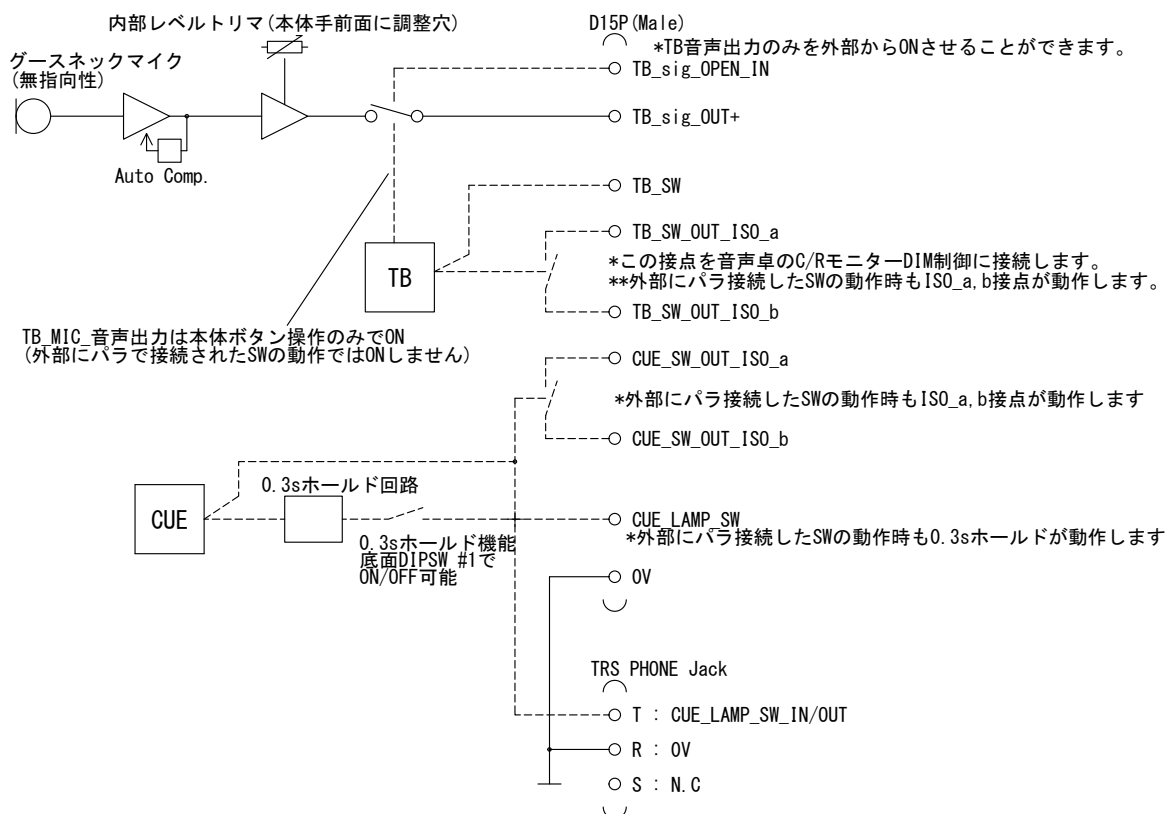 内部レベルトリマ(本体手前面に調整穴)
D15P(Male)
*TB音声出力のみを外部からONさせることができます。
グースネックマイク
(無指向性)
TB_sig_OPEN_IN
TB_sig_OUT+
Auto Comp.
TB_SW
TB_SW_OUT_ISO_a
TB
*この接点を音声卓のC/RモニターDIM制御に接続します。
**外部にパラ接続したSWの動作時もISO_a,b接点が動作します。
TB_SW_OUT_ISO_b
TB_MIC_音声出力は本体ボタン操作のみでON
(外部にパラで接続されたSWの動作ではONしません)
CUE_SW_OUT_ISO_a
*外部にパラ接続したSWの動作時もISO_a,b接点が動作します
CUE_SW_OUT_ISO_b
0.3sホールド回路
CUE
CUE_LAMP_SW
*外部にパラ接続したSWの動作時も0.3sホールドが動作します
0.3sホールド機能
底面DIPSW #1で
ON/OFF可能
0V
TRS PHONE Jack
T : CUE_LAMP_SW_IN/OUT
R : 0V
S : N.C